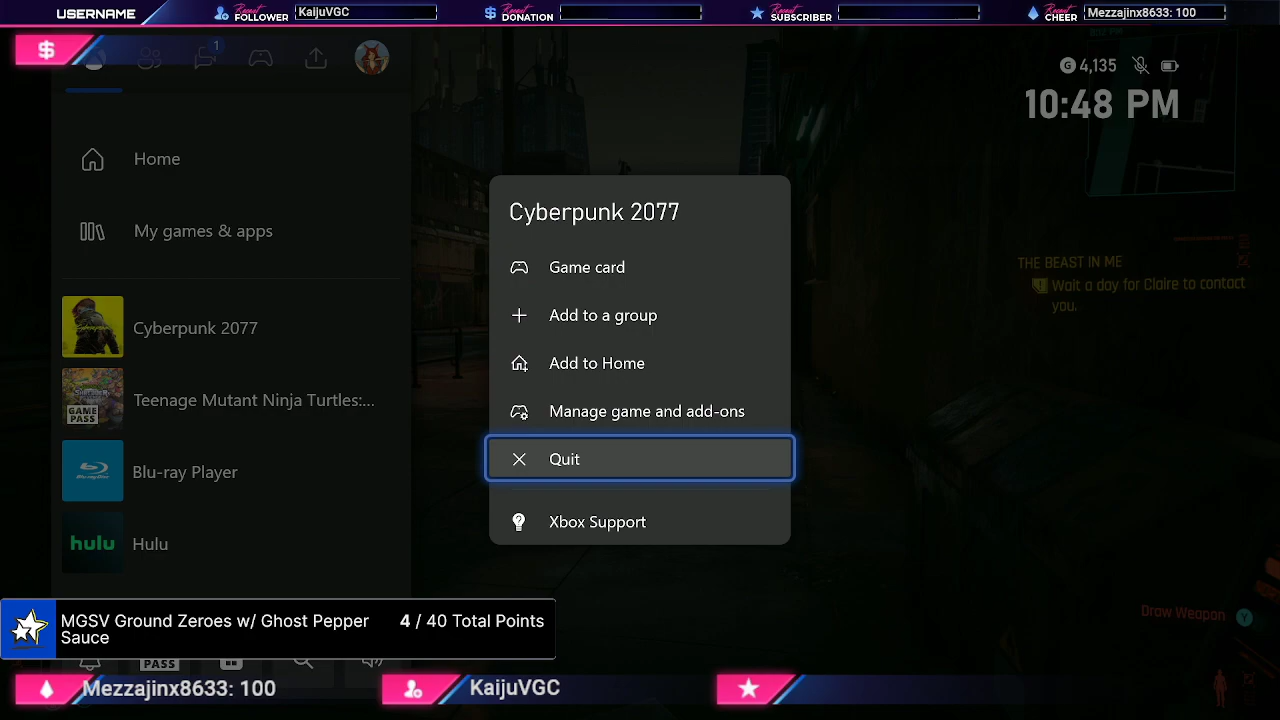 USERNAME
Recent FOLLOWER KaijuVGC
Recent DONATION
Recent SUBSCRIBER
Recent CHEER Mezzajinx8633: 100
$
1
G 4,135
10:48 PM
Home
My games & apps
Cyberpunk 2077
Teenage Mutant Ninja Turtles:...
GAME PASS
Blu-ray Player
hulu Hulu
Cyberpunk 2077
Game card
Add to a group
Add to Home
Manage game and add-ons
Quit
Xbox Support
THE BEAST IN ME
Wait a day for Claire to contact
you.
Draw Weapon Y
MGSV Ground Zeroes w/ Ghost Pepper
Sauce
4 / 40 Total Points
PASS
Mezzajinx8633: 100
KaijuVGC